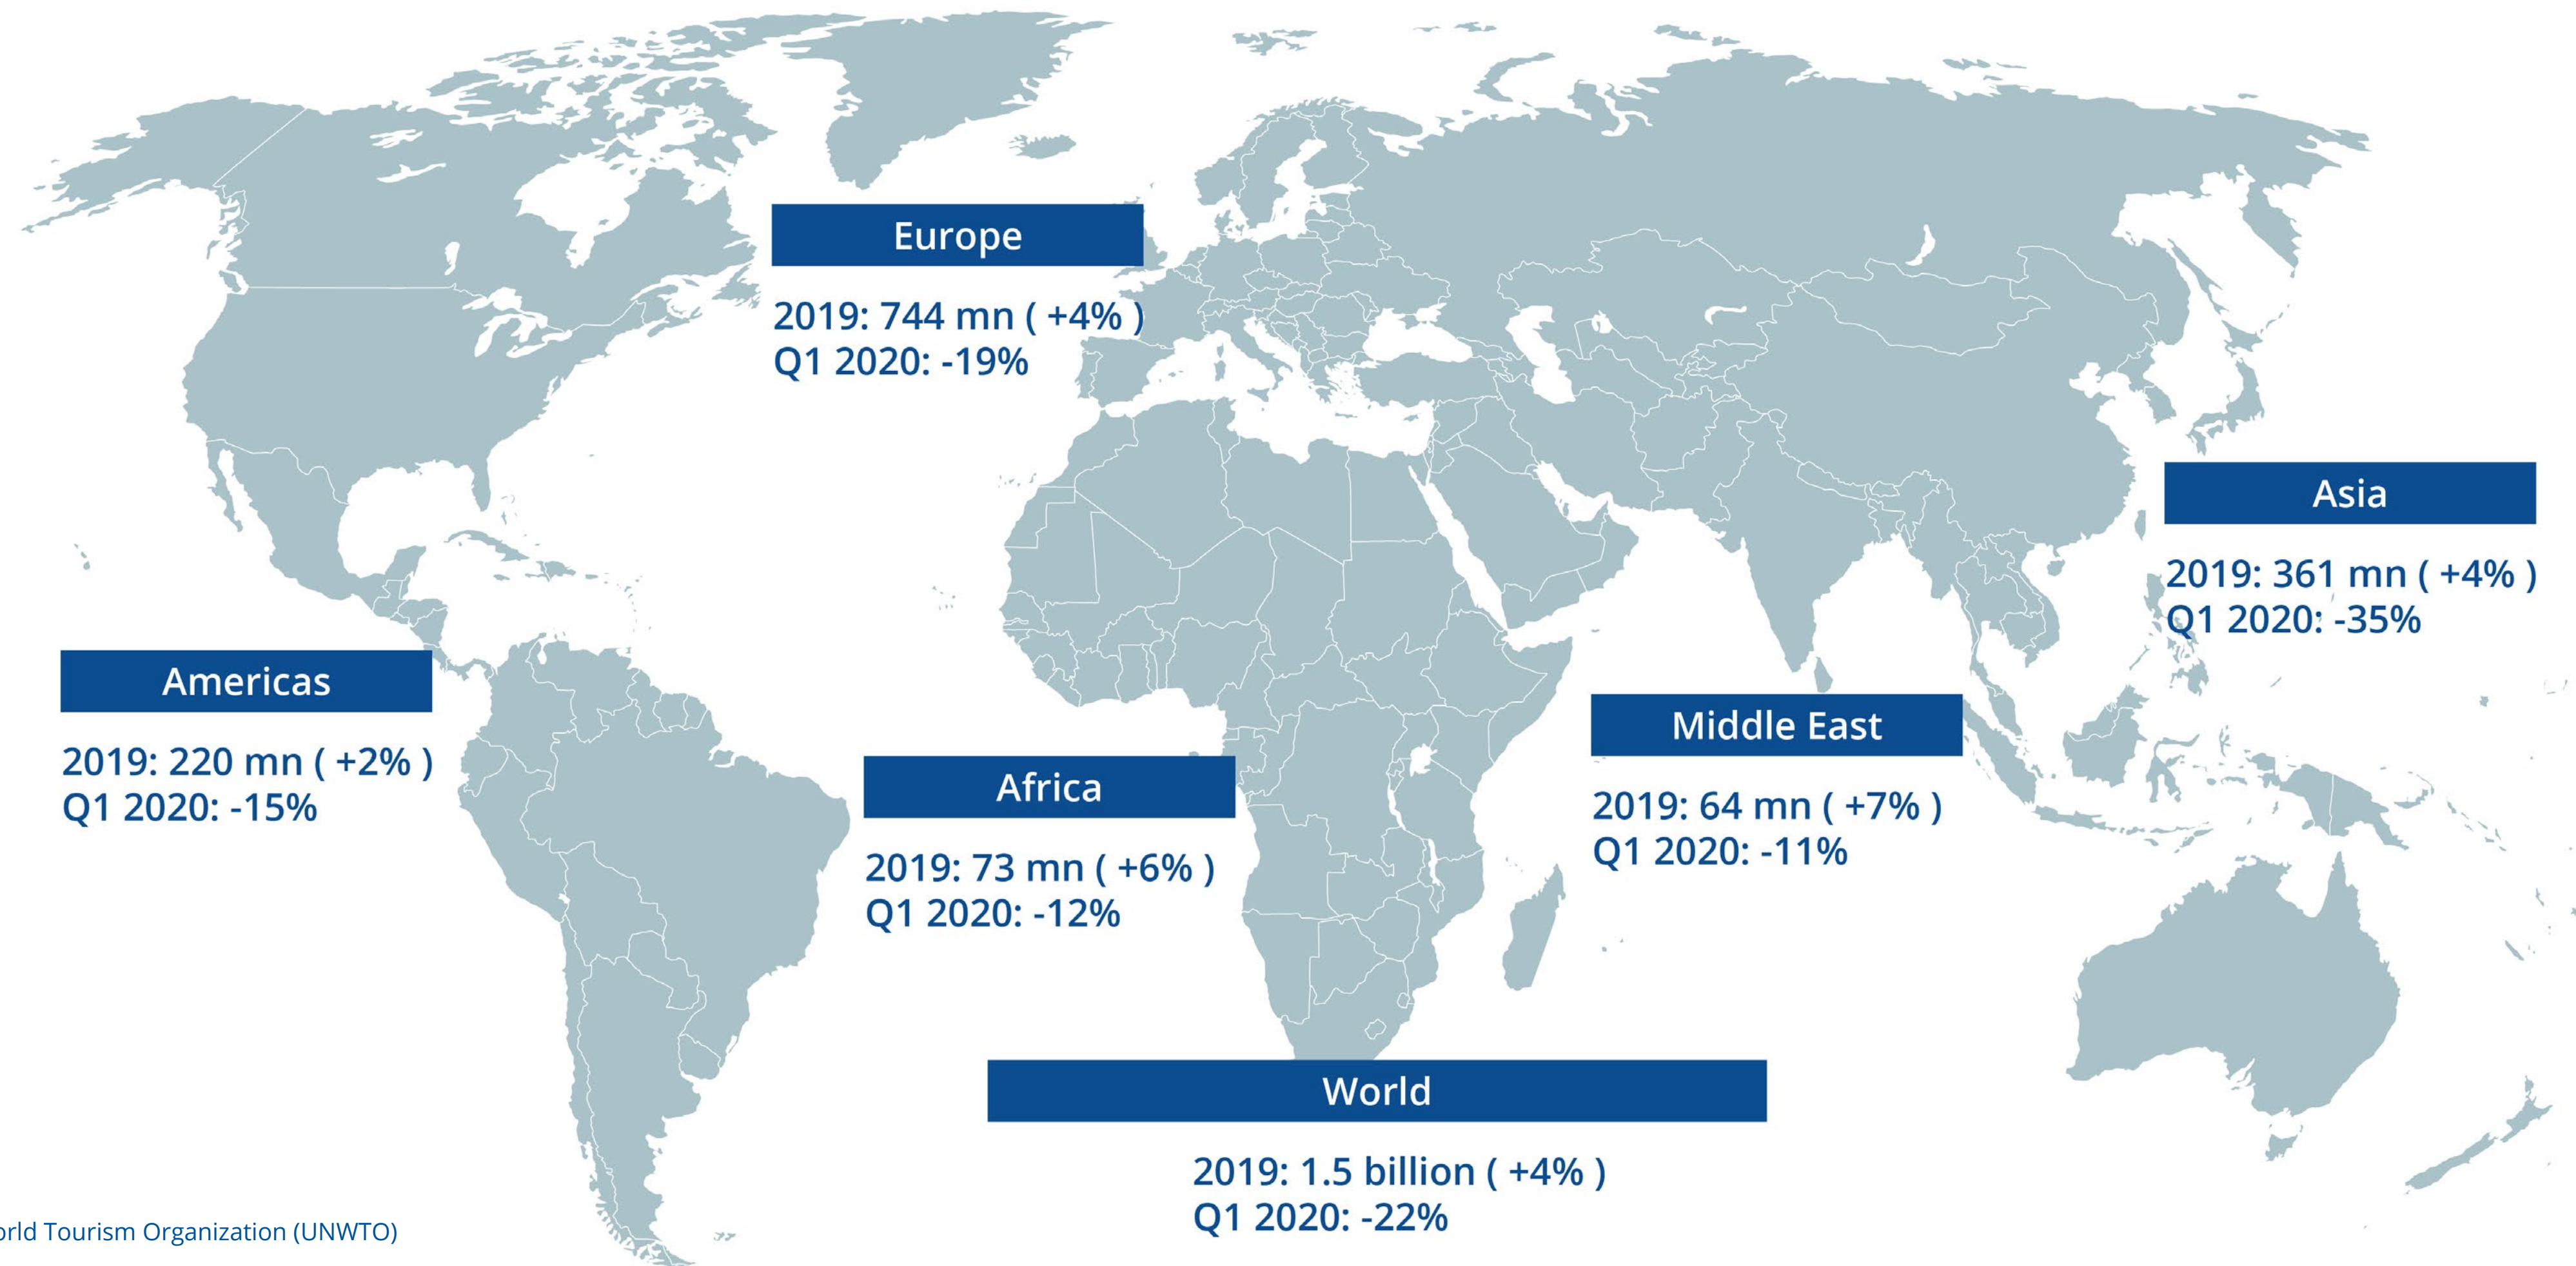 Europe
2019: 744 mn ( +4% )
Q1 2020: -19%
Asia
2019: 361 mn ( +4% )
Q1 2020: -35%
Americas
2019: 220 mn ( +2% )
Q1 2020: -15%
Middle East
2019: 64 mn ( +7% )
Q1 2020: -11%
Africa
2019: 73 mn ( +6% )
Q1 2020: -12%
World
2019: 1.5 billion ( +4% )
Q1 2020: -22%
Tourism Organization (UNWTO)